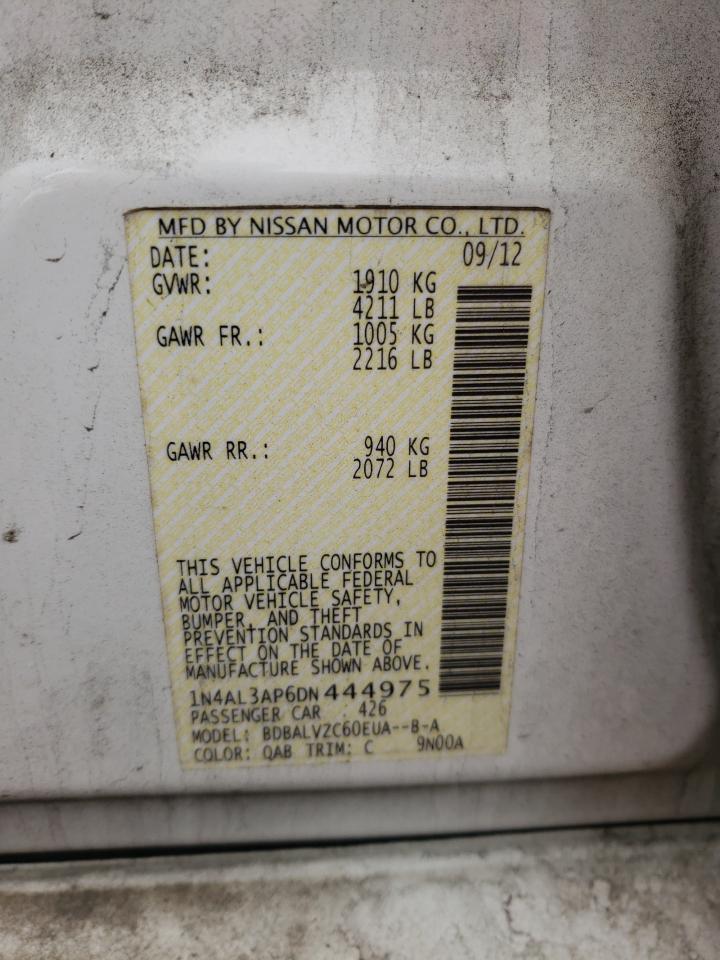 MFD BY NISSAN MOTOR CO., LTD.
DATE: 09/12
GVWR: 1910 KG
4211 LB
GAWR FR.: 1005 KG
2216 LB
GAWR RR.: 940 KG
2072 LB
THIS VEHICLE CONFORMS TO
ALL APPLICABLE FEDERAL
MOTOR VEHICLE SAFETY,
BUMPER, AND THEFT
PREVENTION STANDARDS IN
EFFECT ON THE DATE OF
MANUFACTURE SHOWN ABOVE.
1N4AL3AP6DN444975
PASSENGER CAR 426
MODEL: BDBALVZC60EUA--B-A
COLOR: QAB TRIM: C 9N00A